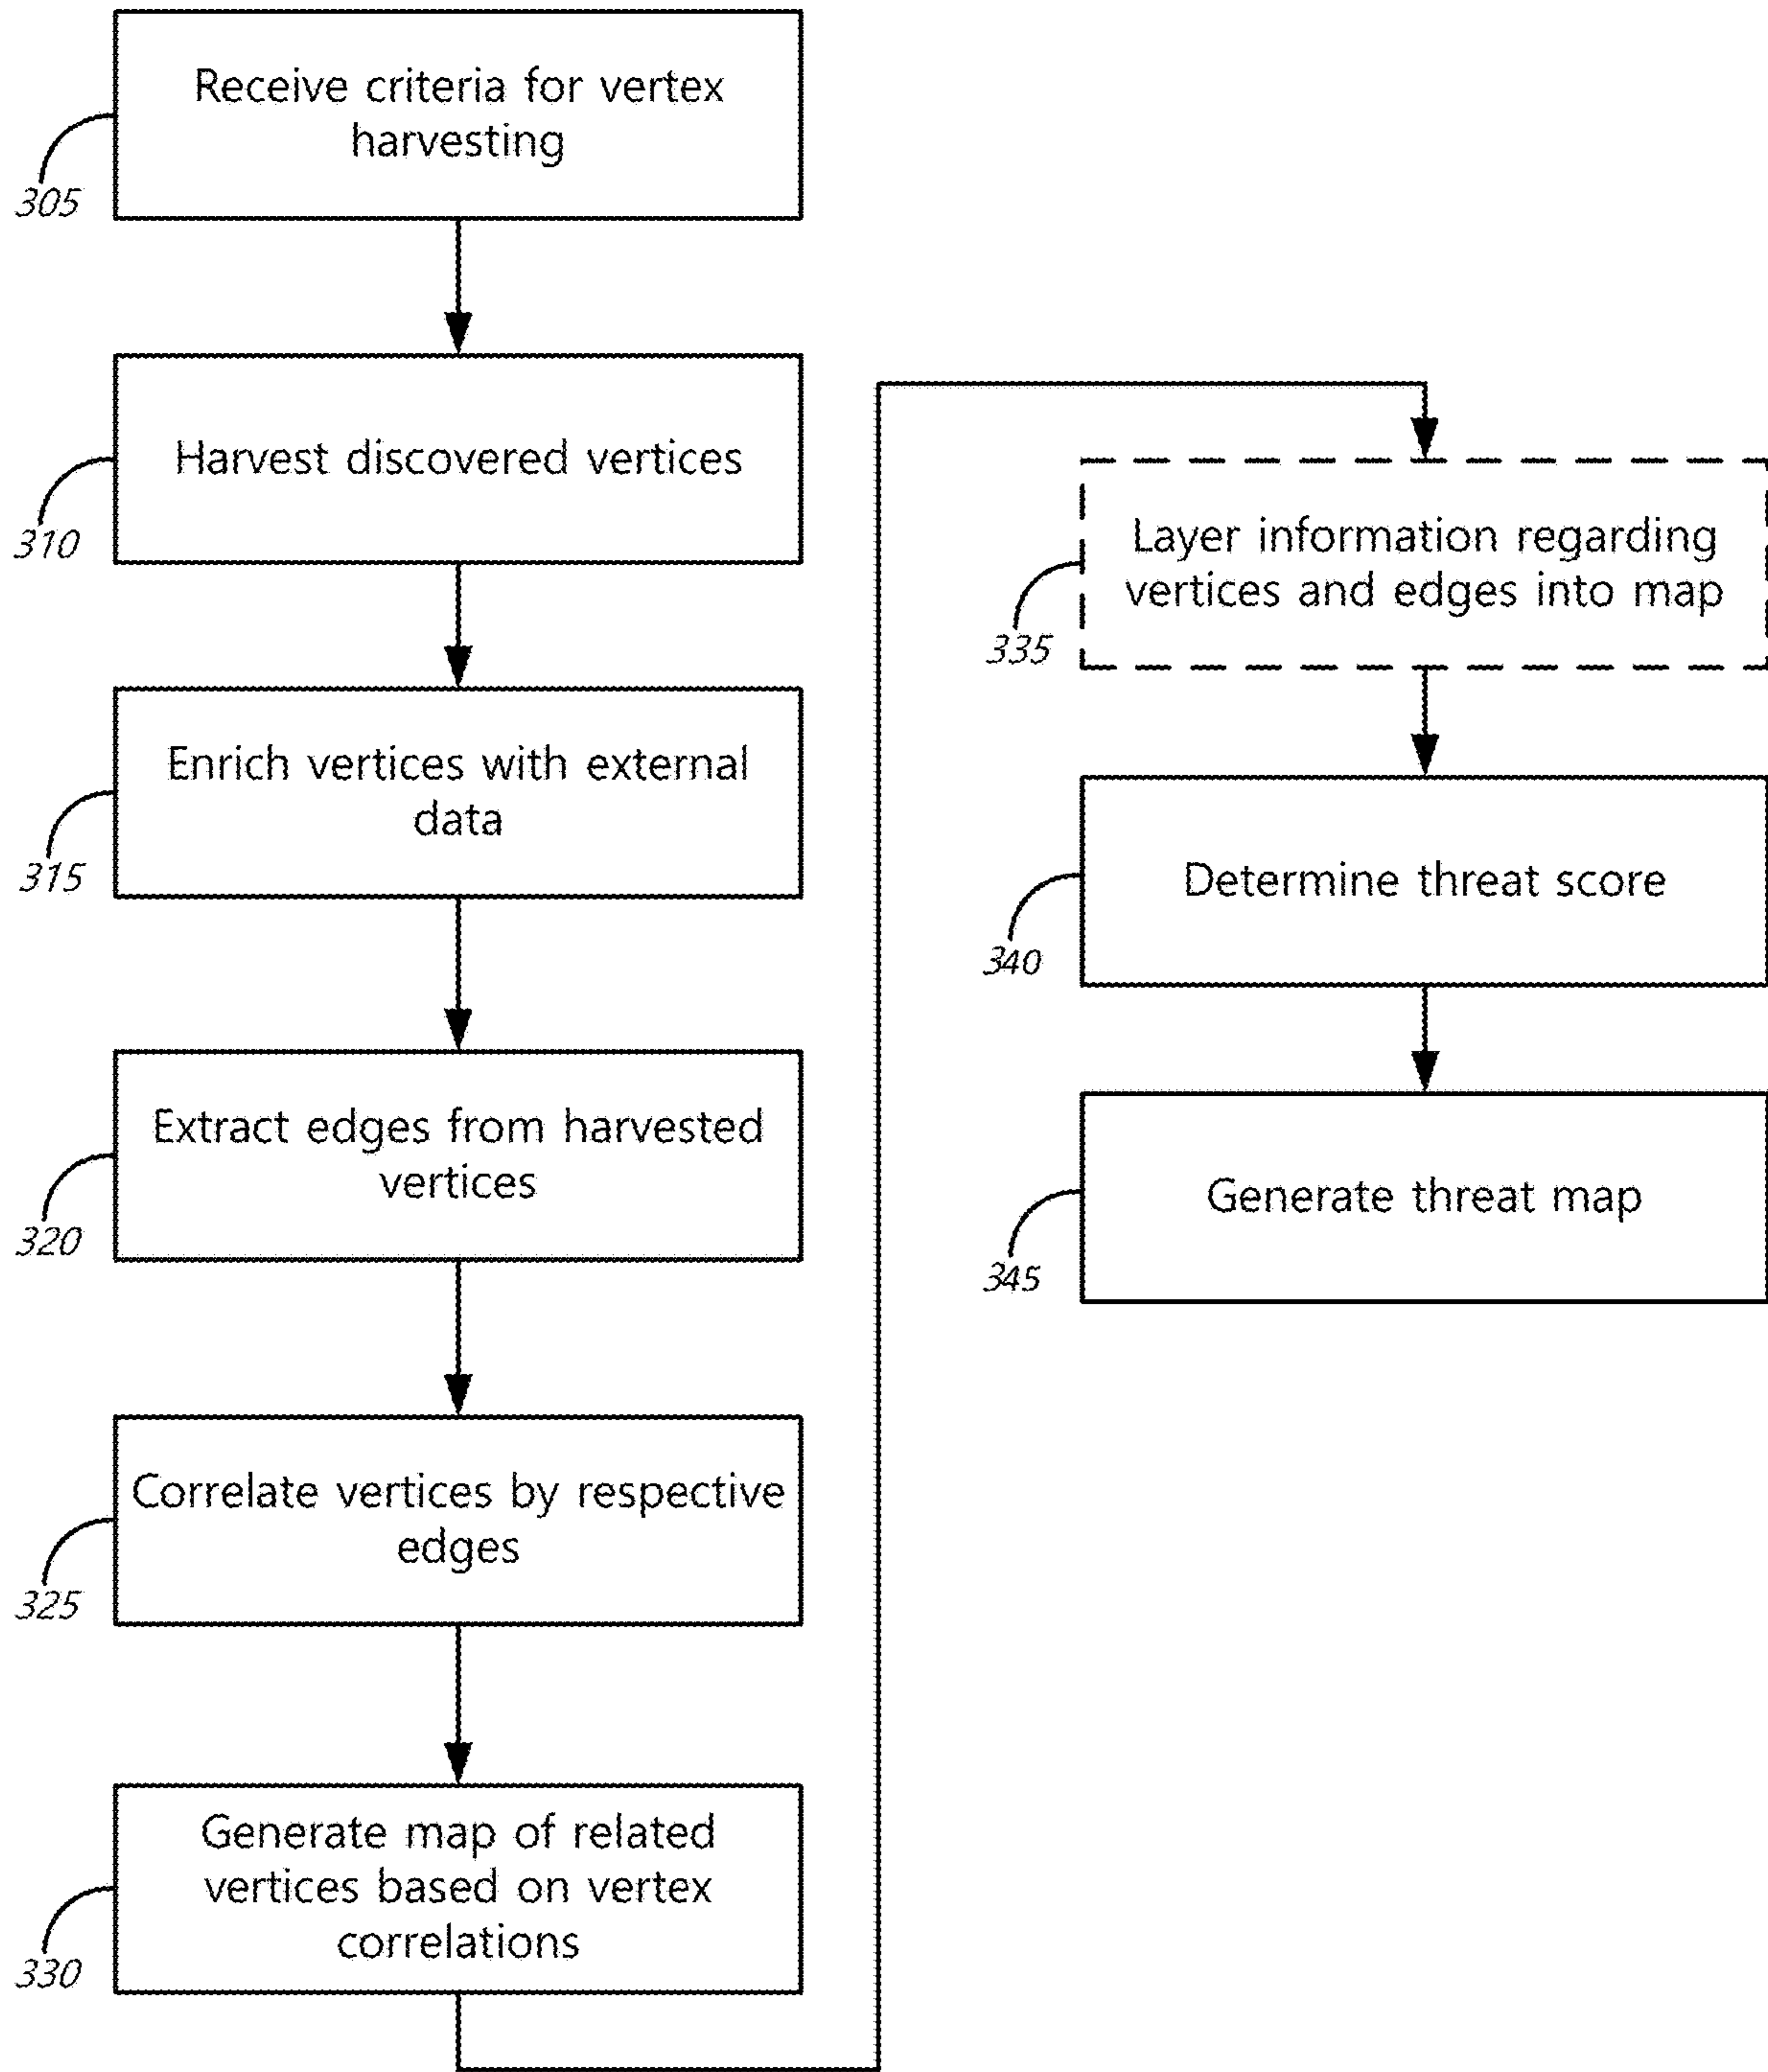 Receive criteria for vertex
harvesting
305
Harvest discovered vertices
310
Enrich vertices with external
data
315
Extract edges from harvested
vertices
320
Correlate vertices by respective
edges
325
Generate map of related
vertices based on vertex
correlations
330
Layer information regarding
vertices and edges into map
335
Determine threat score
340
Generate threat map
345